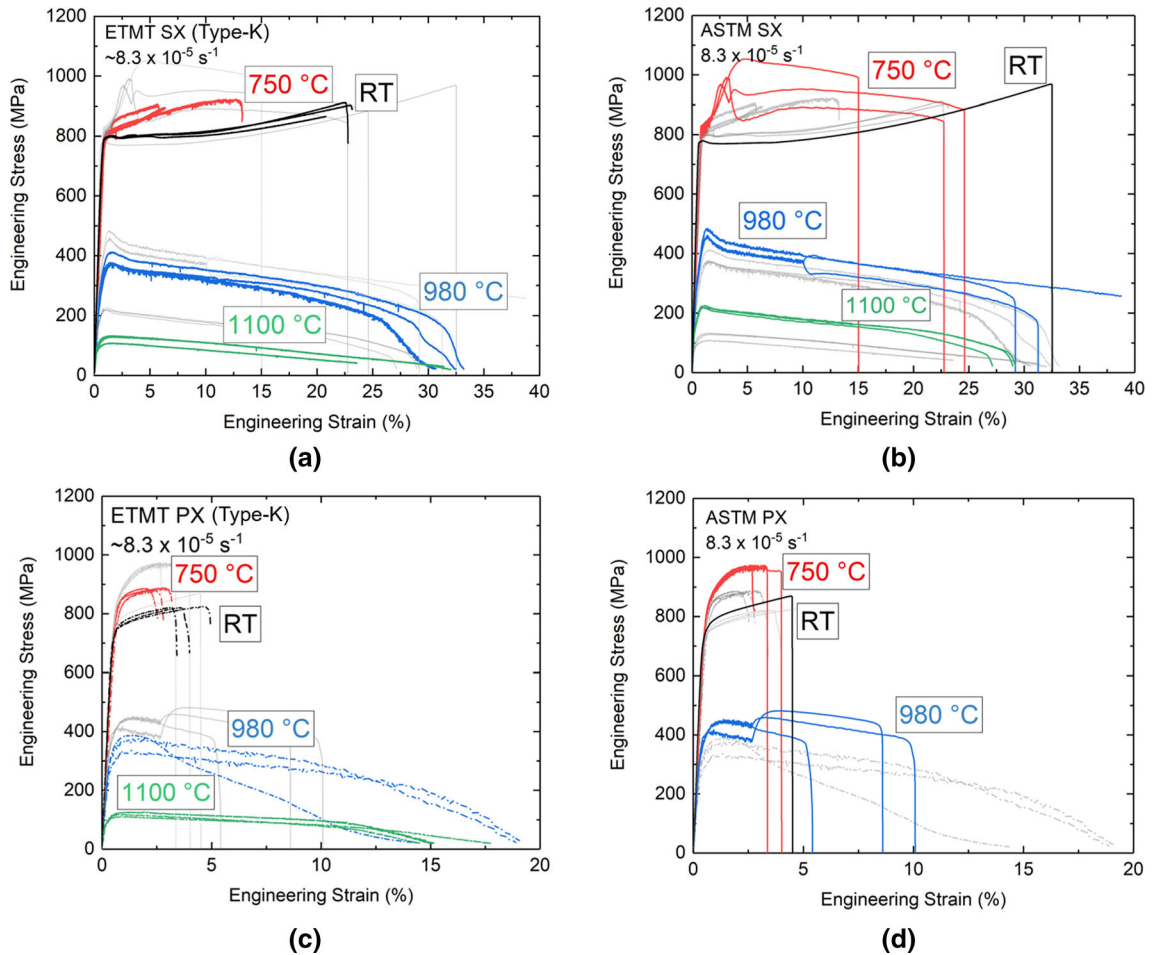 ETMT SX (Type-K)
~8.3 x 10⁻⁵ s⁻¹
750 °C
RT
980 °C
1100 °C
Engineering Stress (MPa)
0
200
400
600
800
1000
1200
0 5 10 15 20 25 30 35 40
Engineering Strain (%)
(a)
ASTM SX
8.3 x 10⁻⁵ s⁻¹
750 °C
RT
980 °C
1100 °C
Engineering Stress (MPa)
0
200
400
600
800
1000
1200
0 5 10 15 20 25 30 35 40
Engineering Strain (%)
(b)
ETMT PX (Type-K)
~8.3 x 10⁻⁵ s⁻¹
750 °C
RT
980 °C
1100 °C
Engineering Stress (MPa)
0
200
400
600
800
1000
1200
0 5 10 15 20
Engineering Strain (%)
(c)
ASTM PX
8.3 x 10⁻⁵ s⁻¹
750 °C
RT
980 °C
Engineering Stress (MPa)
0
200
400
600
800
1000
1200
0 5 10 15 20
Engineering Strain (%)
(d)